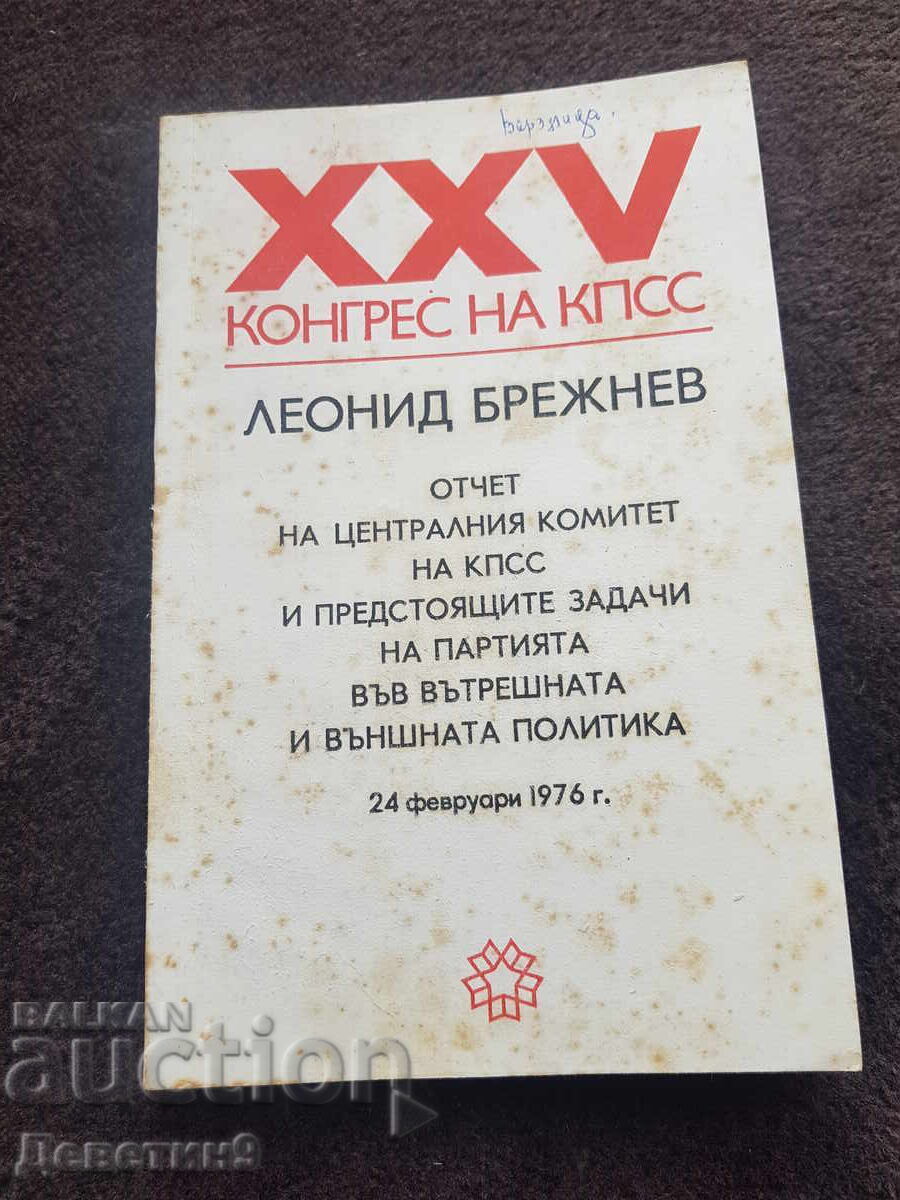 XXV
КОНГРЕС НА КПСС
ЛЕОНИД БРЕЖНЕВ
ОТЧЕТ
НА ЦЕНТРАЛНИЯ КОМИТЕТ
НА КПСС
И ПРЕДСТОЯЩИТЕ ЗАДАЧИ
НА ПАРТИЯТА
ВЪВ ВЪТРЕШНАТА
И ВЪНШНАТА ПОЛИТИКА
24 февруари 1976 г.
BALKAN
auction
Деветин9